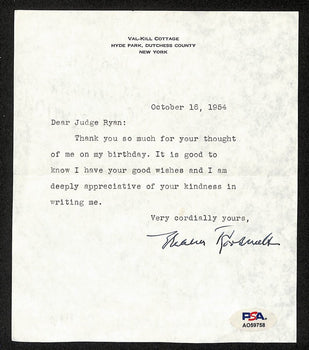 VAL-KILL COTTAGE
HYDE PARK, DUTCHESS COUNTY
NEW YORK
October 16, 1954
Dear Judge Ryan:
Thank you so much for your thought
of me on my birthday. It is good to
know I have your good wishes and I am
deeply appreciative of your kindness in
writing me.
Very cordially yours,
Eleanor Roosevelt
PSA
AO89758